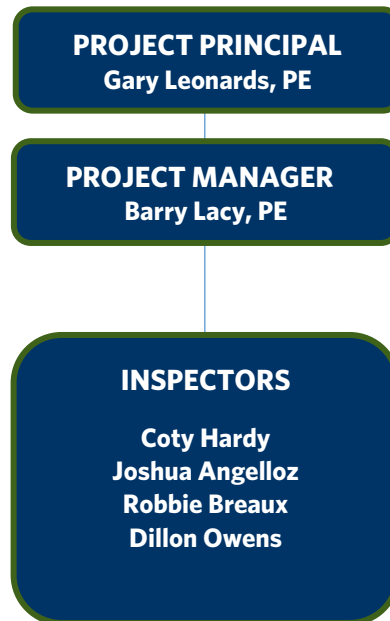 PROJECT PRINCIPAL
Gary Leonards, PE
PROJECT MANAGER
Barry Lacy, PE
INSPECTORS
Coty Hardy
Joshua Angelloz
Robbie Breaux
Dillon Owens